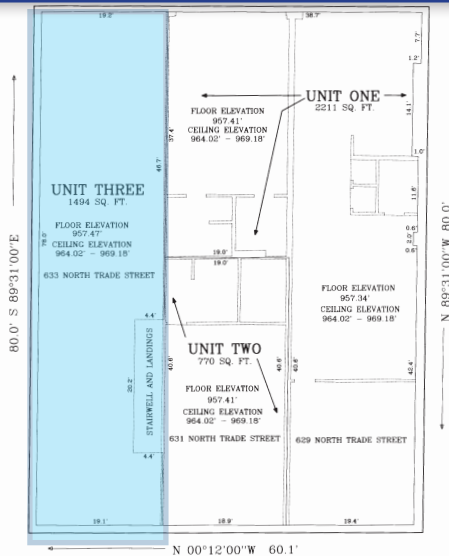 19.2'
38.7'
7.7'
1.2'
UNIT ONE
2211 SQ. FT.
14.1'
FLOOR ELEVATION
957.41'
CEILING ELEVATION
964.02' - 969.18'
37.4'
46.7'
1.0'
UNIT THREE
1494 SQ. FT.
11.6'
FLOOR ELEVATION
957.47'
CEILING ELEVATION
964.02' - 969.18'
78.0'
0.6'
2.0'
0.6'
633 NORTH TRADE STREET
19.0'
19.0'
80.0' S 89°31'00"E
N 89°31'00"W 80.0'
FLOOR ELEVATION
957.34'
CEILING ELEVATION
964.02' - 969.18'
4.4'
UNIT TWO
770 SQ. FT.
STAIRWELL AND LANDINGS
20.2'
40.6'
40.6'
40.6'
42.4'
FLOOR ELEVATION
957.41'
CEILING ELEVATION
964.02' - 969.18'
631 NORTH TRADE STREET
629 NORTH TRADE STREET
4.4'
19.1'
18.9'
19.4'
N 00°12'00"W 60.1'